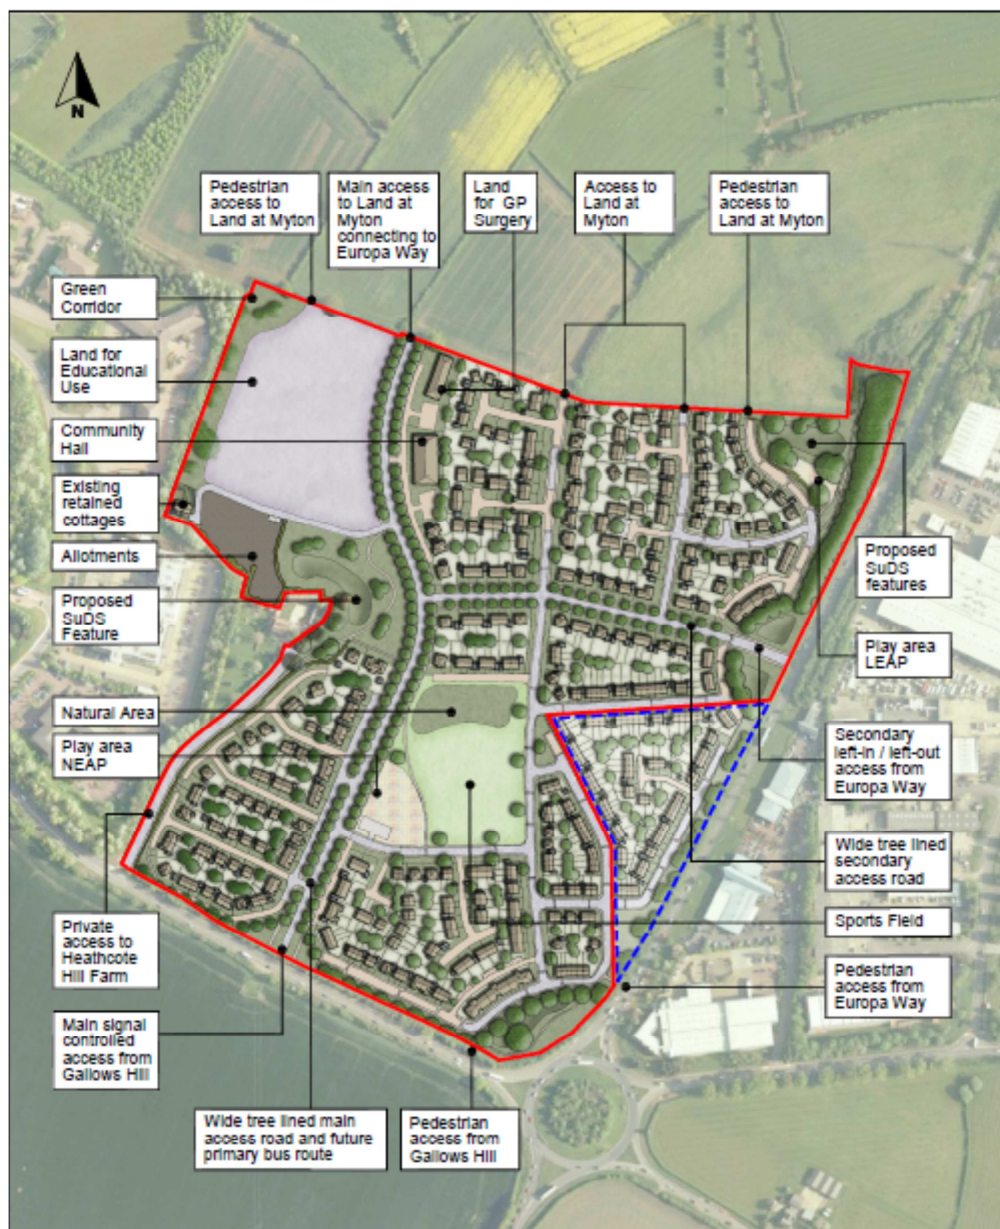 N
Pedestrian
access to
Land at Myton
Main access
to Land at
Myton
connecting to
Europa Way
Land
for GP
Surgery
Access to
Land at
Myton
Pedestrian
access to
Land at Myton
Green
Corridor
Land for
Educational
Use
Community
Hall
Existing
retained
cottages
Allotments
Proposed
SuDS
Feature
Natural Area
Play area
NEAP
Private
access to
Heathcote
Hill Farm
Main signal
controlled
access from
Gallows Hill
Wide tree lined main
access road and future
primary bus route
Pedestrian
access from
Gallows Hill
Proposed
SuDS
features
Play area
LEAP
Secondary
left-in / left-out
access from
Europa Way
Wide tree lined
secondary
access road
Sports Field
Pedestrian
access from
Europa Way